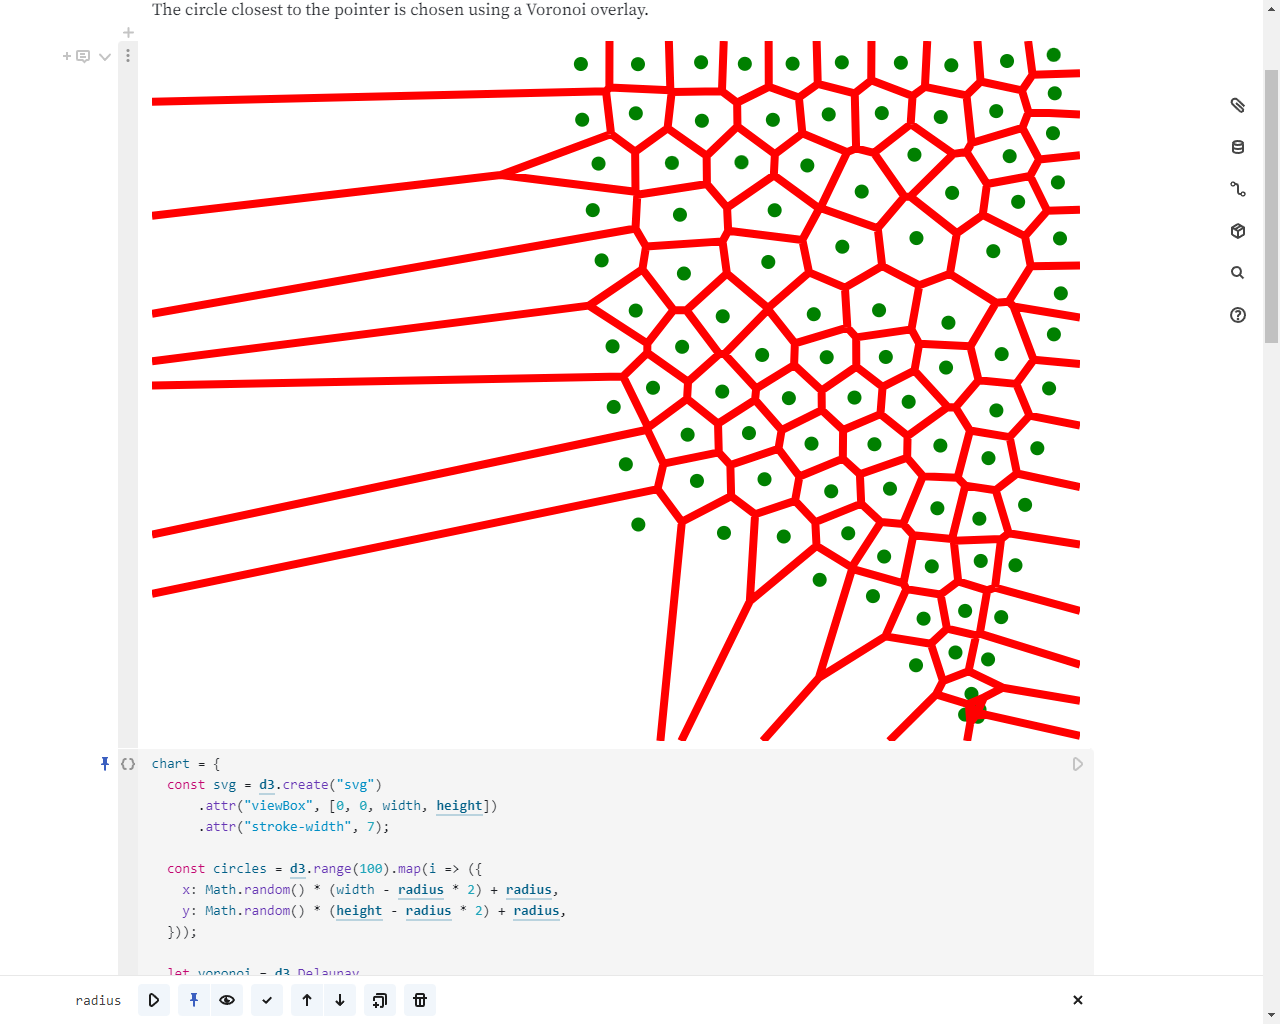 The circle closest to the pointer is chosen using a Voronoi overlay.
chart = {
const svg = d3.create("svg")
.attr("viewBox", [0, 0, width, height])
.attr("stroke-width", 7);
const circles = d3.range(100).map(i => ({
x: Math.random() * (width - radius * 2) + radius,
y: Math.random() * (height - radius * 2) + radius,
}));
let voronoi = d3.Delaunay
radius